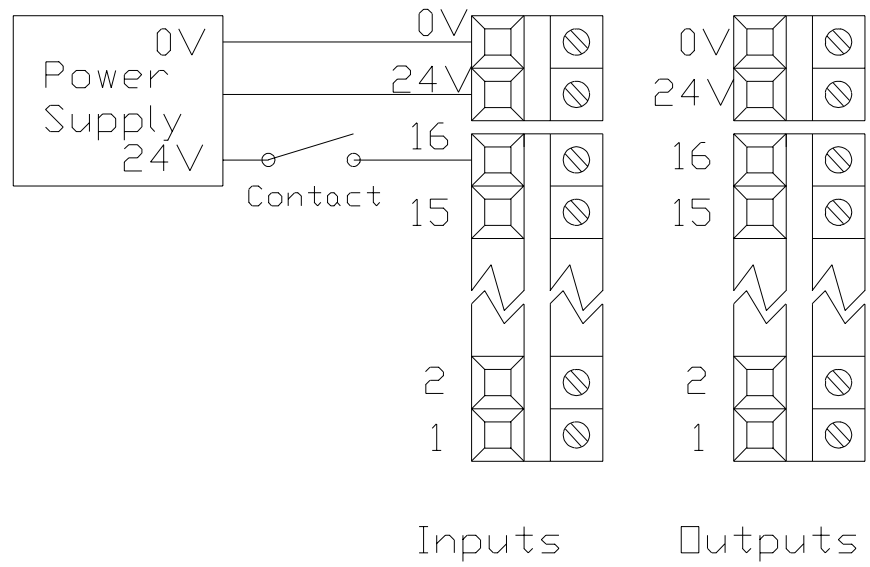 0V
Power
Supply
24V
Contact
0V
24V
16
15
2
1
Inputs
0V
24V
16
15
2
1
Outputs